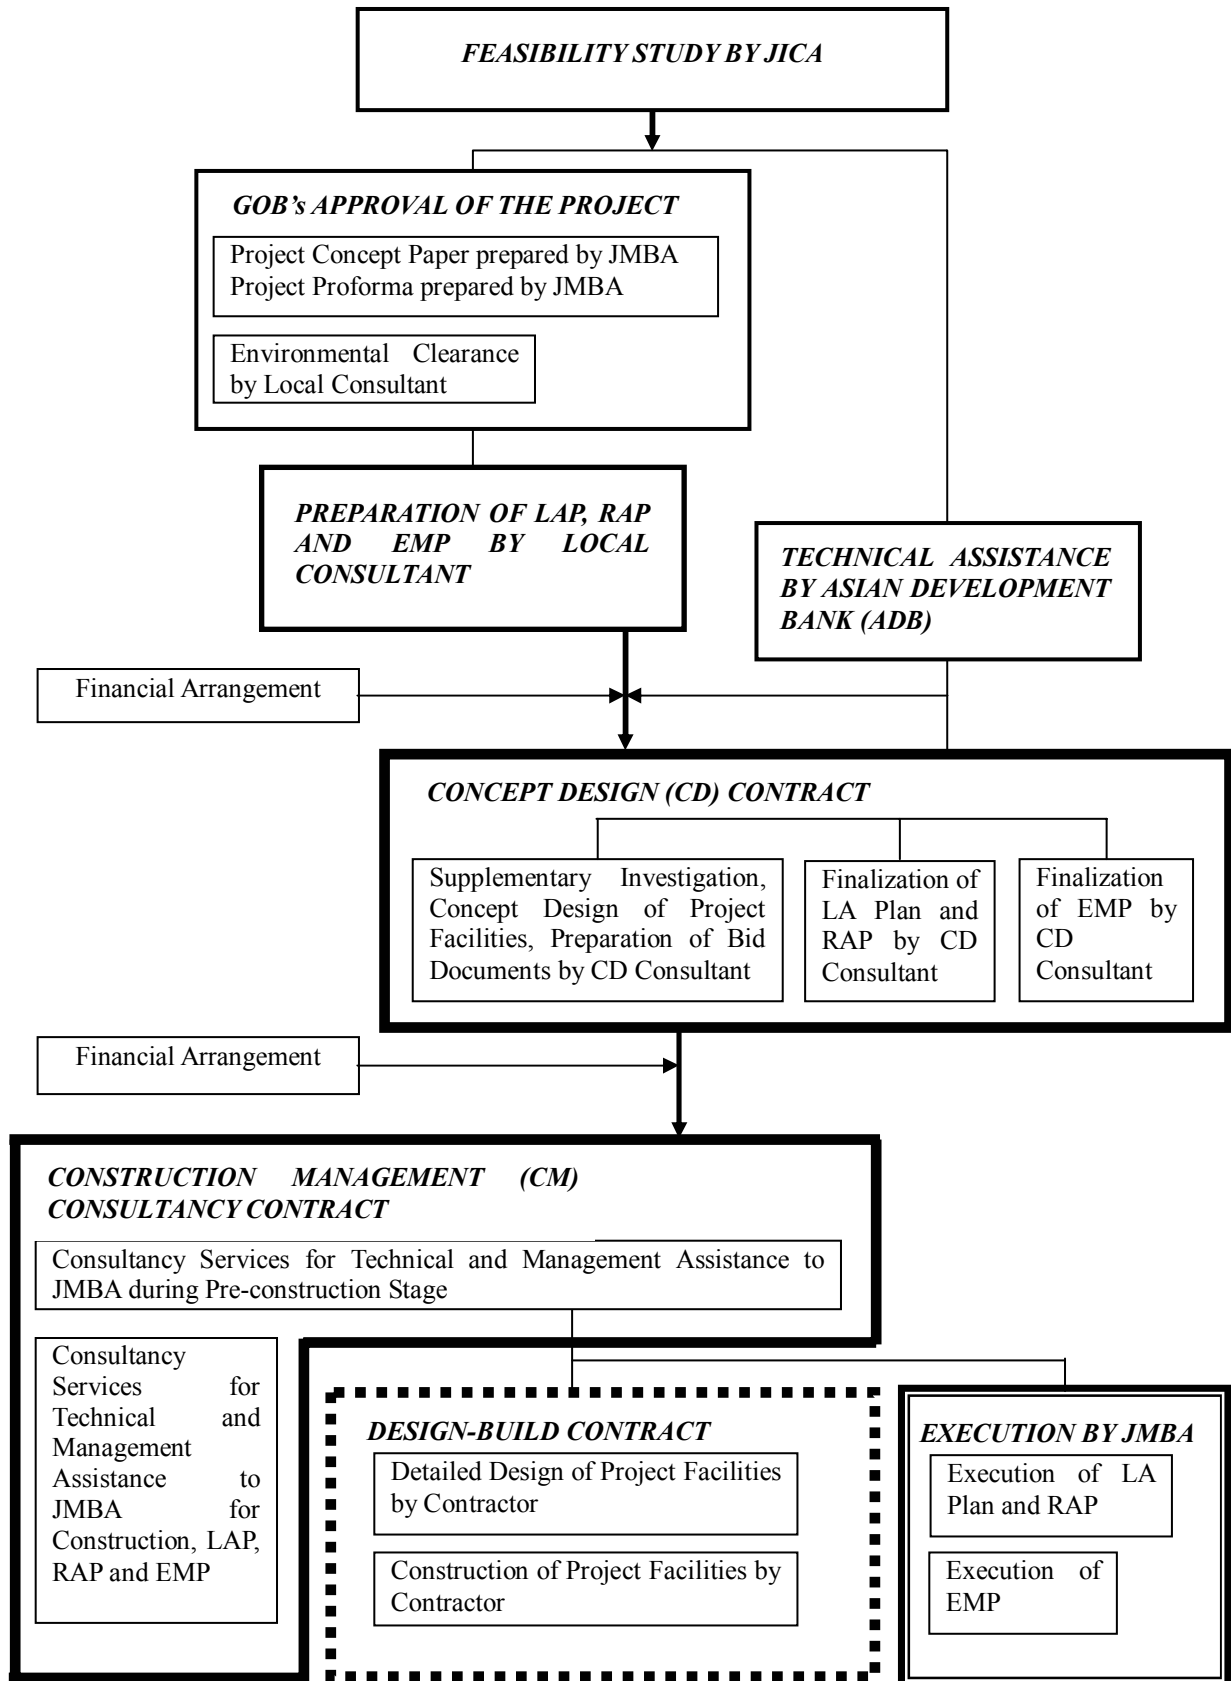 FEASIBILITY STUDY BY JICA
GOB's APPROVAL OF THE PROJECT
Project Concept Paper prepared by JMBA
Project Proforma prepared by JMBA
Environmental Clearance
by Local Consultant
PREPARATION OF LAP, RAP
AND EMP BY LOCAL
CONSULTANT
TECHNICAL ASSISTANCE
BY ASIAN DEVELOPMENT
BANK (ADB)
Financial Arrangement
CONCEPT DESIGN (CD) CONTRACT
Supplementary Investigation,
Concept Design of Project
Facilities, Preparation of Bid
Documents by CD Consultant
Finalization of
LA Plan and
RAP by CD
Consultant
Finalization
of EMP by
CD
Consultant
Financial Arrangement
CONSTRUCTION MANAGEMENT (CM)
CONSULTANCY CONTRACT
Consultancy Services for Technical and Management Assistance to
JMBA during Pre-construction Stage
Consultancy
Services for
Technical and
Management
Assistance to
JMBA for
Construction, LAP,
RAP and EMP
DESIGN-BUILD CONTRACT
Detailed Design of Project Facilities
by Contractor
Construction of Project Facilities by
Contractor
EXECUTION BY JMBA
Execution of LA
Plan and RAP
Execution of
EMP